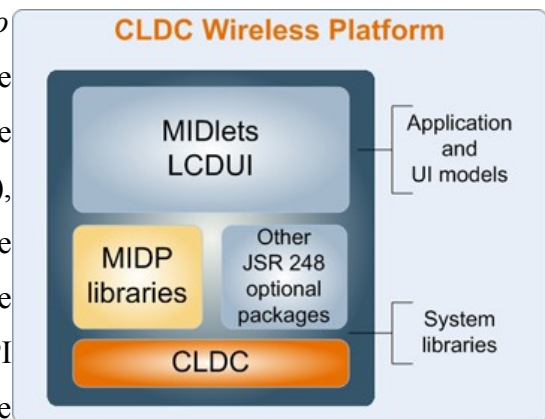 CLDC Wireless Platform
MIDlets
LCDUI
Application
and
UI models
MIDP
libraries
Other
JSR 248
optional
packages
System
libraries
CLDC